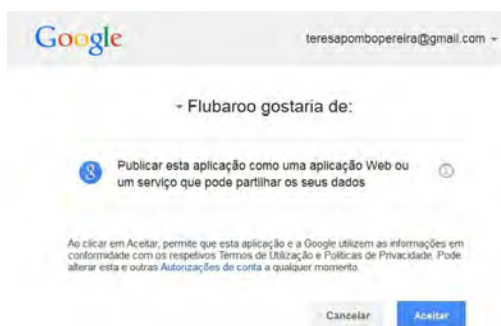 Google
teresapombopereira@gmail.com
Flubaroo gostaria de:
Publicar esta aplicação como uma aplicação Web ou
um serviço que pode partilhar os seus dados
Ao clicar em Aceitar, permite que esta aplicação e a Google utilizem as informações em
conformidade com os respetivos Termos de Utilização e Políticas de Privacidade. Pode
alterar esta e outras Autorizações de conta a qualquer momento.
Cancelar
Aceitar